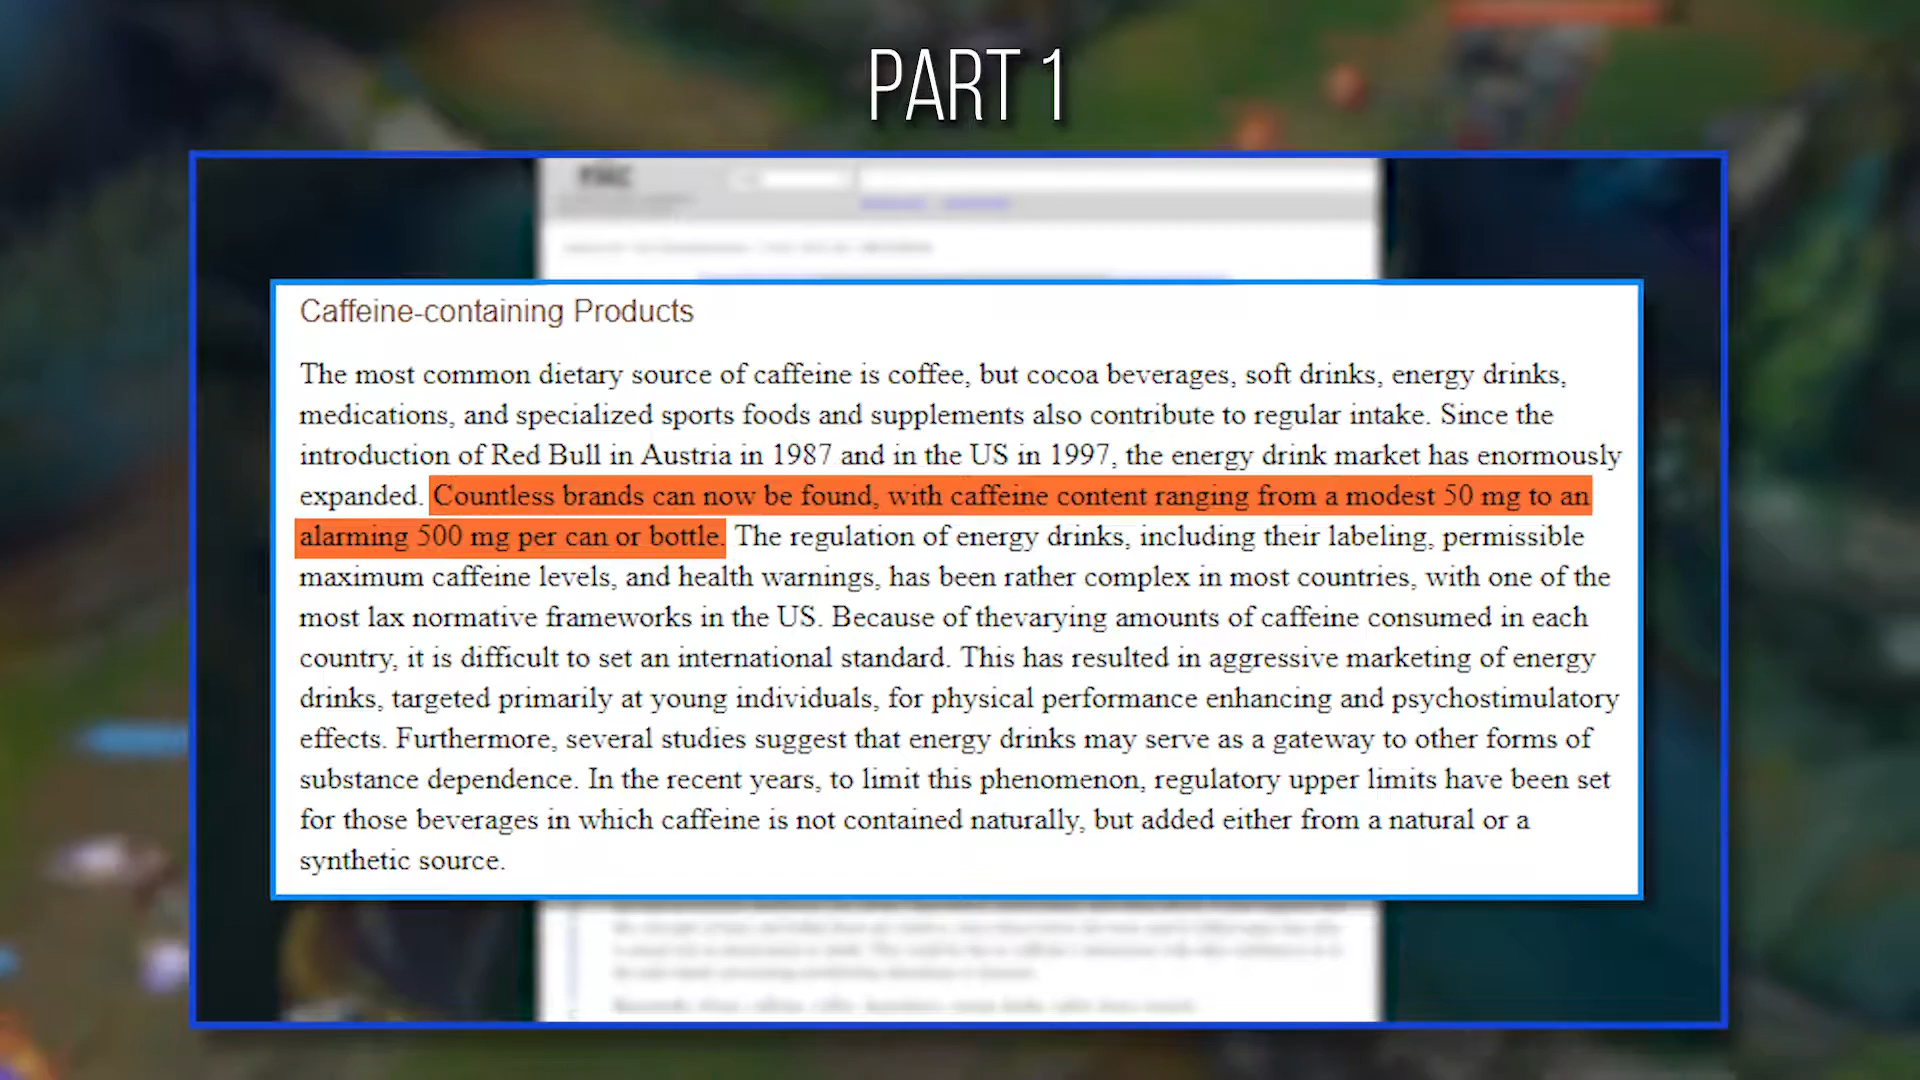 PART 1
Caffeine-containing Products
The most common dietary source of caffeine is coffee, but cocoa beverages, soft drinks, energy drinks,
medications, and specialized sports foods and supplements also contribute to regular intake. Since the
introduction of Red Bull in Austria in 1987 and in the US in 1997, the energy drink market has enormously
expanded. Countless brands can now be found, with caffeine content ranging from a modest 50 mg to an
alarming 500 mg per can or bottle. The regulation of energy drinks, including their labeling, permissible
maximum caffeine levels, and health warnings, has been rather complex in most countries, with one of the
most lax normative frameworks in the US. Because of thevarying amounts of caffeine consumed in each
country, it is difficult to set an international standard. This has resulted in aggressive marketing of energy
drinks, targeted primarily at young individuals, for physical performance enhancing and psychostimulatory
effects. Furthermore, several studies suggest that energy drinks may serve as a gateway to other forms of
substance dependence. In the recent years, to limit this phenomenon, regulatory upper limits have been set
for those beverages in which caffeine is not contained naturally, but added either from a natural or a
synthetic source.